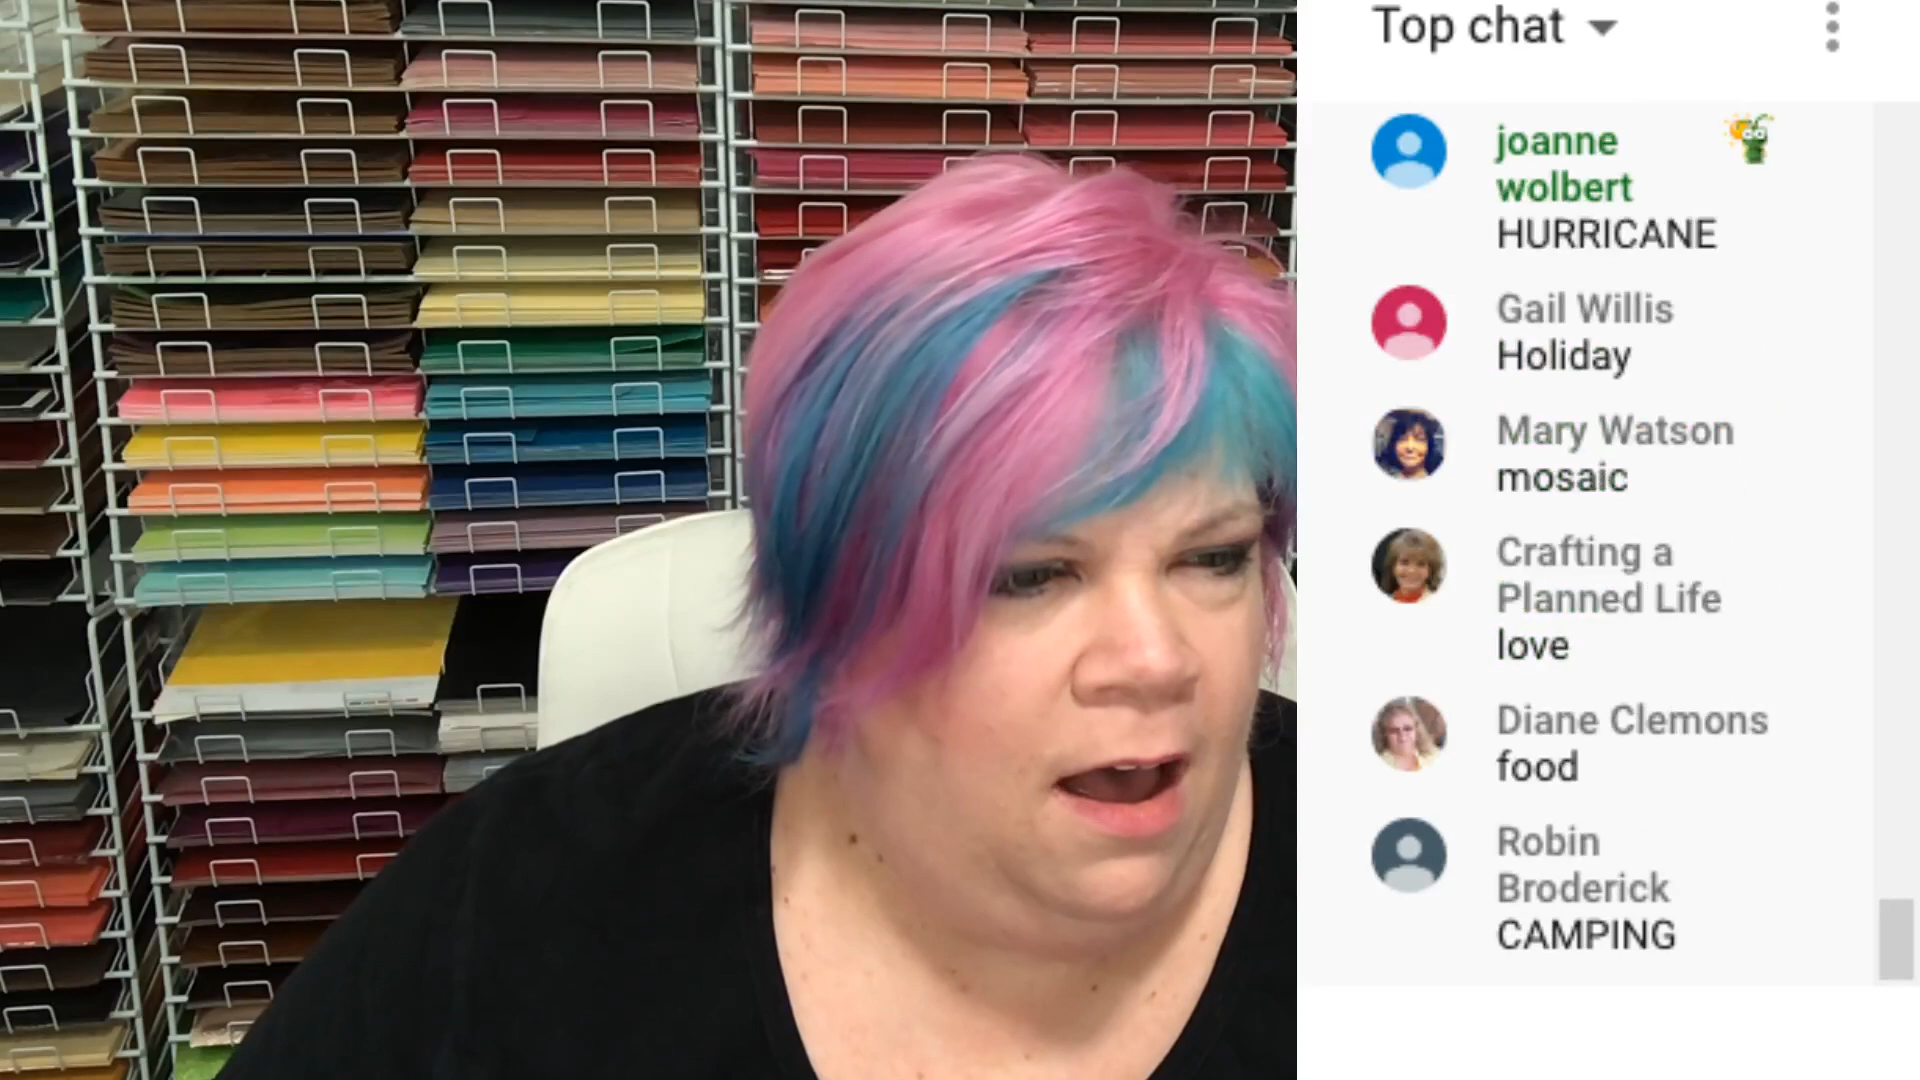 Top chat
joanne
wolbert
HURRICANE
Gail Willis
Holiday
Mary Watson
mosaic
Crafting a
Planned Life
love
Diane Clemons
food
Robin
Broderick
CAMPING